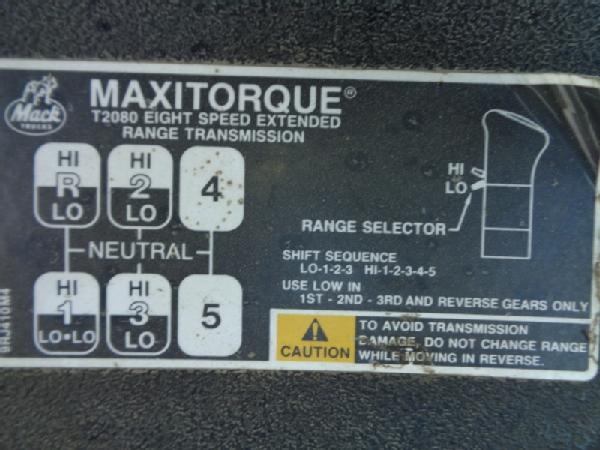 Mack
TRUCKS
MAXITORQUE®
T2080 EIGHT SPEED EXTENDED
RANGE TRANSMISSION
HI
R
LO
HI
2
LO
4
NEUTRAL
HI
1
LO•LO
HI
3
LO
5
HI
LO
RANGE SELECTOR
SHIFT SEQUENCE
LO-1-2-3 HI-1-2-3-4-5
USE LOW IN
1ST - 2ND - 3RD AND REVERSE GEARS ONLY
CAUTION
TO AVOID TRANSMISSION
DAMAGE, DO NOT CHANGE RANGE
WHILE MOVING IN REVERSE.